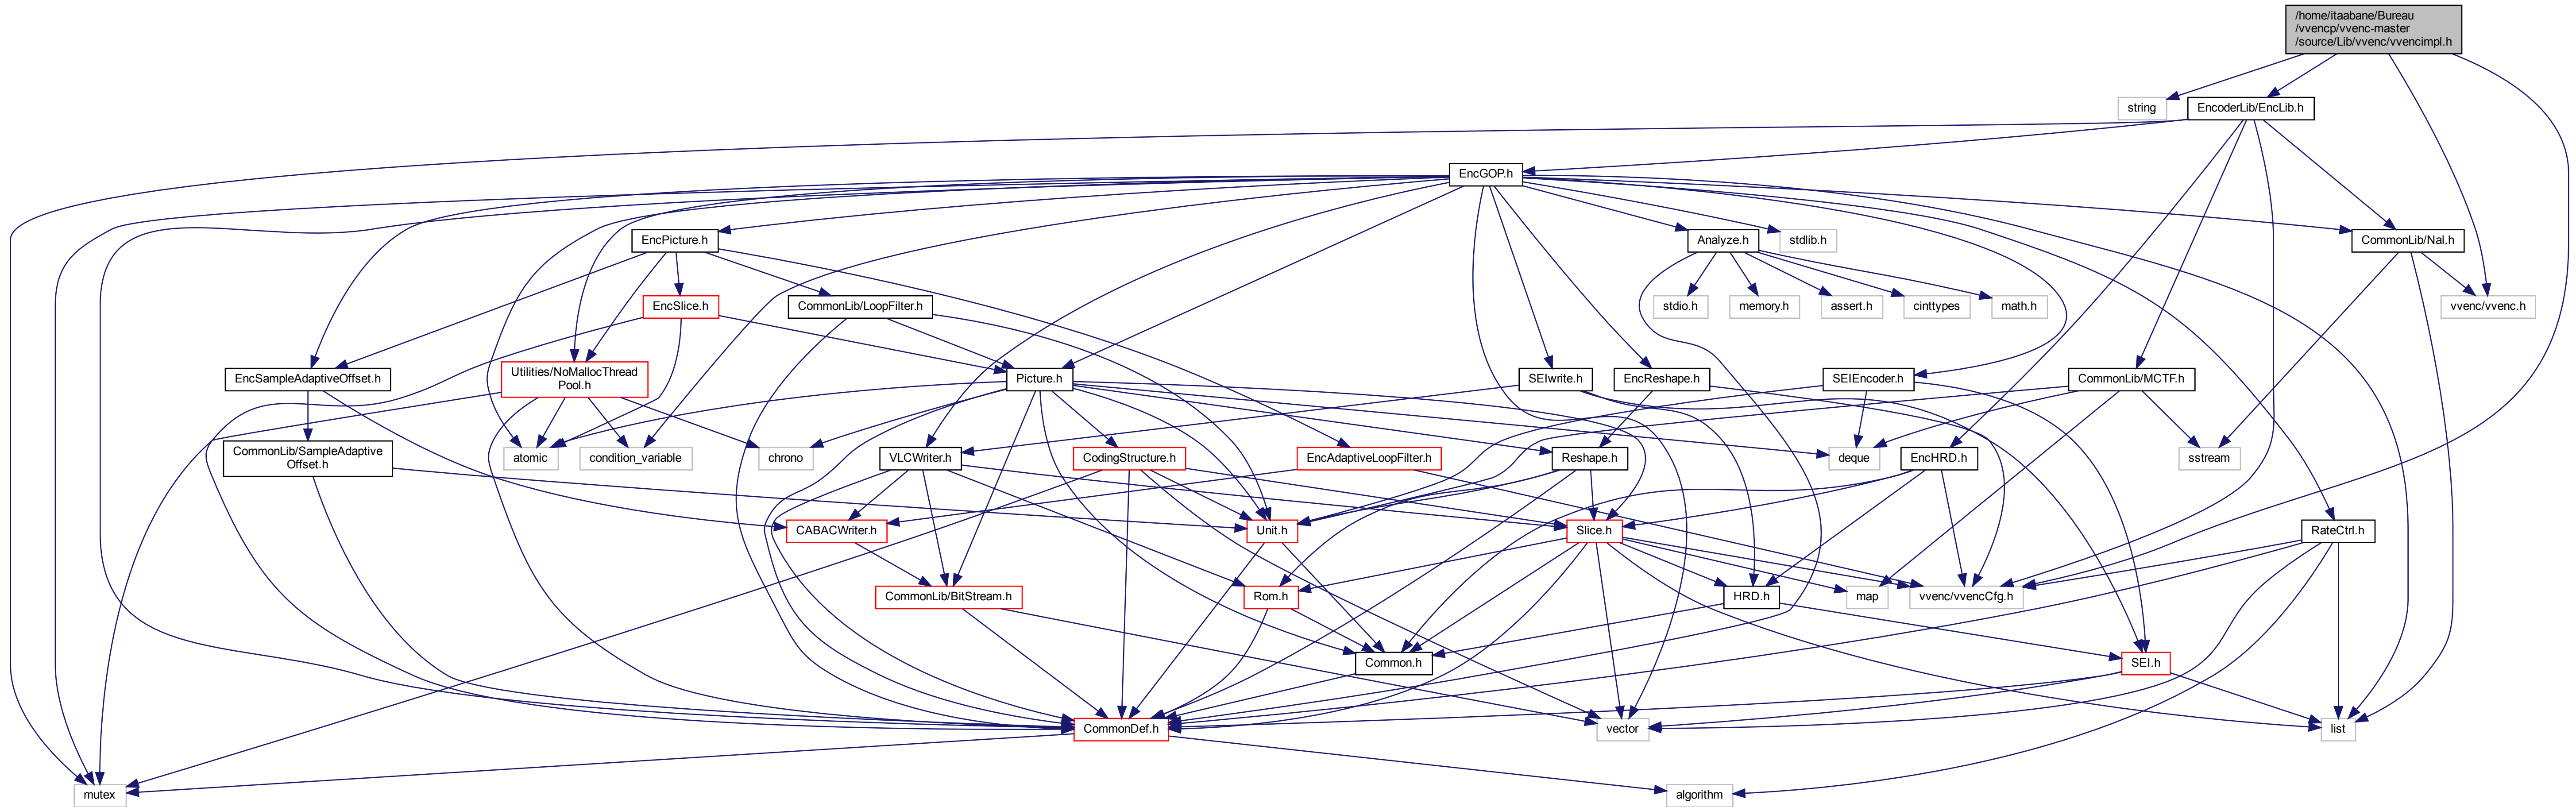 /home/itaabane/Bureau
/vvencp/vvenc-master
/source/Lib/vvenc/vvencimpl.h
string
EncoderLib/EncLib.h
EncGOP.h
EncPicture.h
Analyze.h
stdlib.h
CommonLib/Nal.h
EncSlice.h
CommonLib/LoopFilter.h
stdio.h
memory.h
assert.h
cinttypes
math.h
vvenc/vvenc.h
EncSampleAdaptiveOffset.h
Utilities/NoMallocThread
Pool.h
Picture.h
SEIwrite.h
EncReshape.h
SEIEncoder.h
CommonLib/MCTF.h
CommonLib/SampleAdaptive
Offset.h
atomic
condition_variable
chrono
VLCWriter.h
CodingStructure.h
EncAdaptiveLoopFilter.h
Reshape.h
deque
EncHRD.h
sstream
CABACWriter.h
Unit.h
Slice.h
RateCtrl.h
CommonLib/BitStream.h
Rom.h
HRD.h
map
vvenc/vvencCfg.h
Common.h
SEI.h
CommonDef.h
vector
list
mutex
algorithm